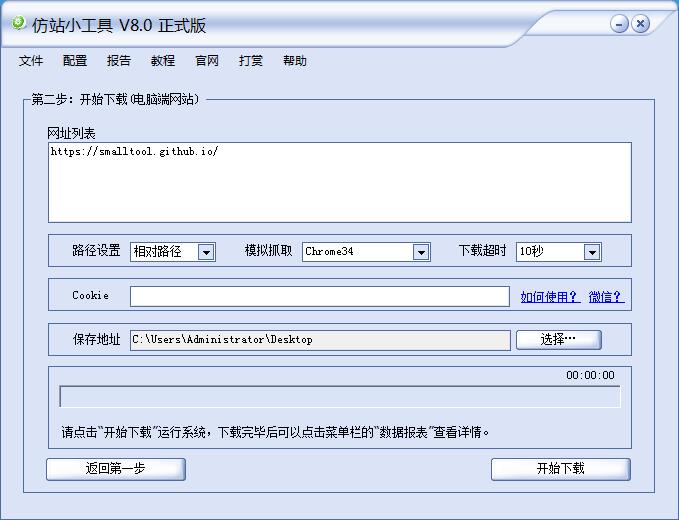 仿站小工具 V8.0 正式版
文件 配置 报告 教程 官网 打赏 帮助
第二步：开始下载(电脑端网站)
网址列表
https://smalltool.github.io/
路径设置 相对路径 模拟抓取 Chrome34 下载超时 10秒
Cookie 如何使用？ 微信？
保存地址 C:\Users\Administrator\Desktop 选择…
00:00:00
请点击“开始下载”运行系统，下载完毕后可以点击菜单栏的“数据报表”查看详情。
返回第一步 开始下载